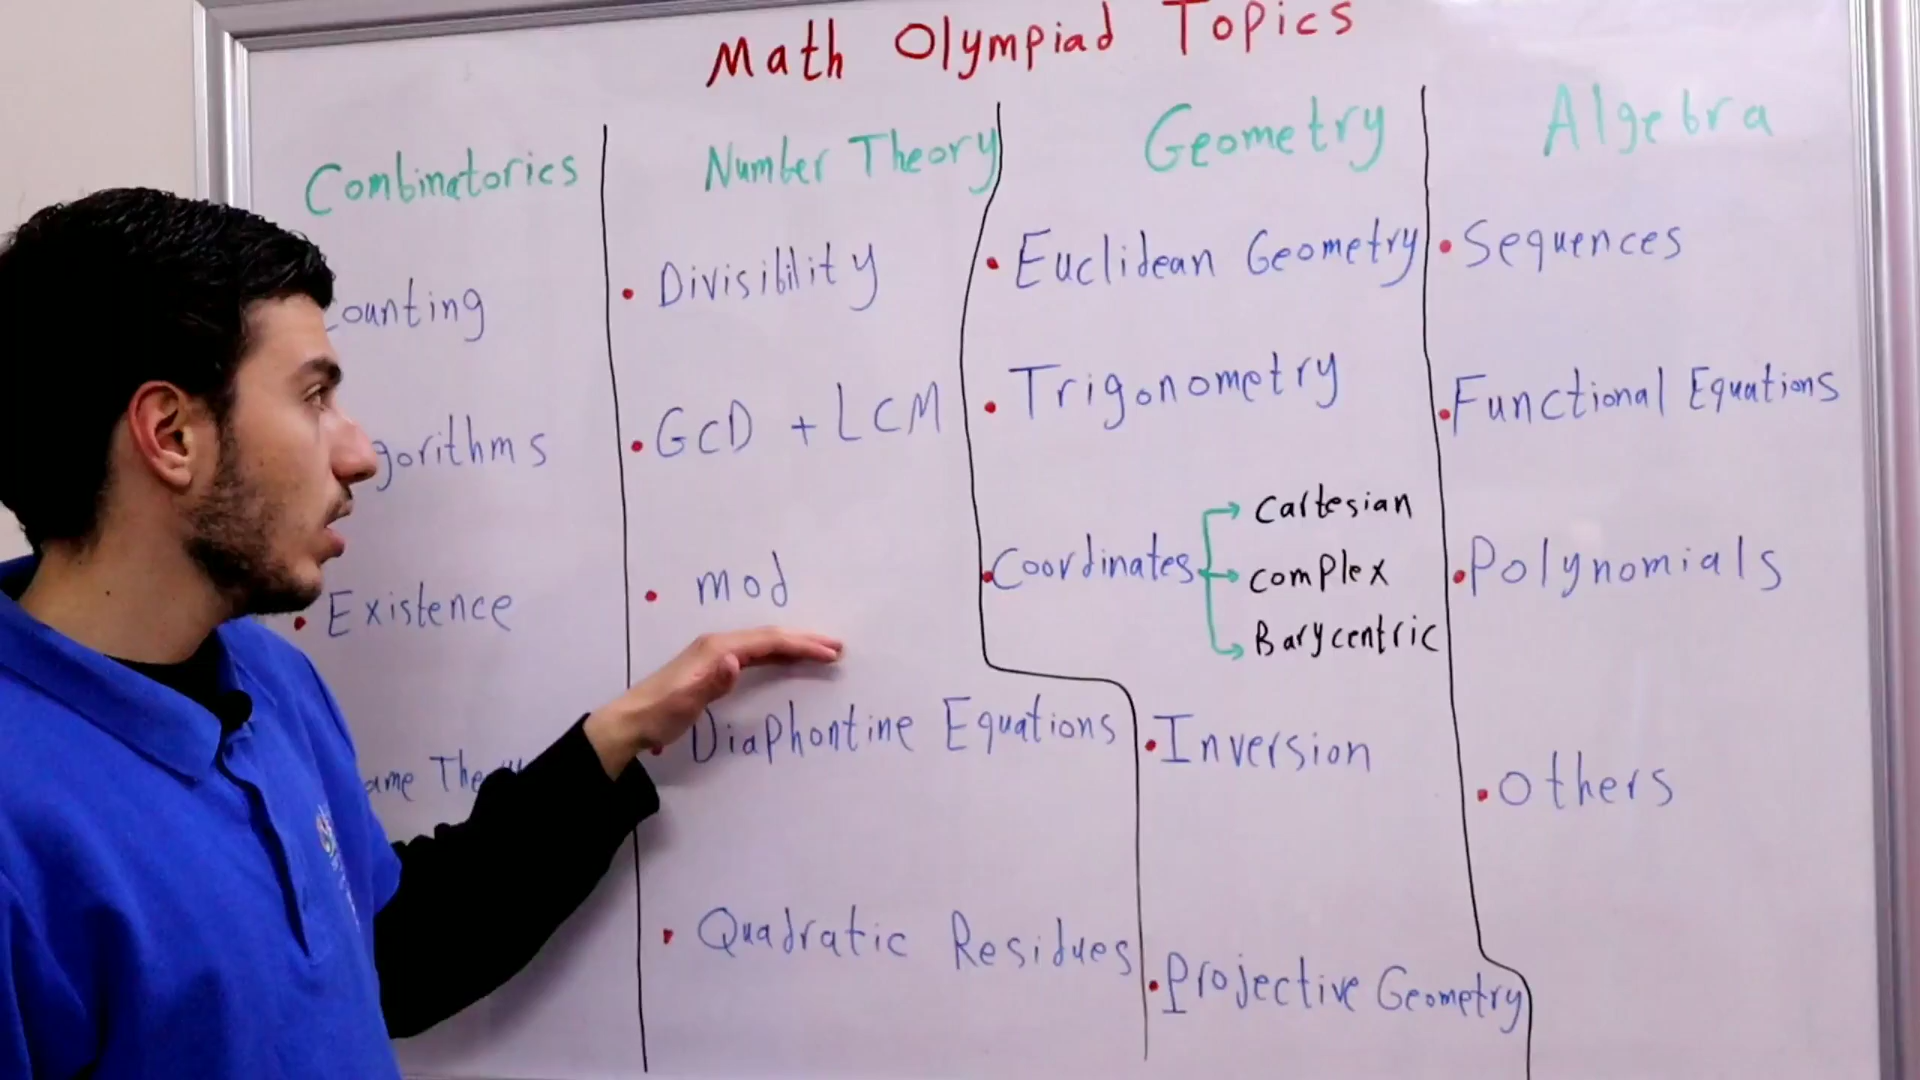 Math Olympiad Topics
Combinatorics
ounting
gorithms
• Existence
ame The
Number Theory
• Divisibility
• GCD + LCM
• mod
• Diaphontine Equations
• Quadratic Residues
Geometry
• Euclidean Geometry
• Trigonometry
• Coordinates
Cartesian
complex
Barycentric
• Inversion
• Projective Geometry
Algebra
• Sequences
• Functional Equations
• Polynomials
• Others